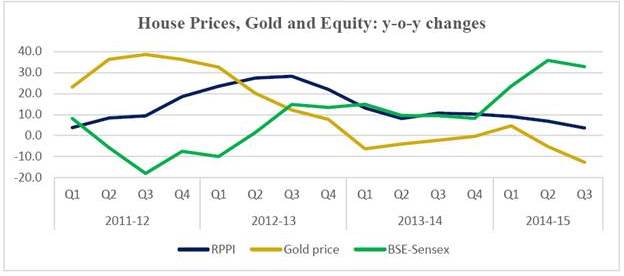 House Prices, Gold and Equity: y-o-y changes
40.0
30.0
20.0
10.0
0.0
-10.0
-20.0
Q1 Q2 Q3 Q4 Q1 Q2 Q3 Q4 Q1 Q2 Q3 Q4 Q1 Q2 Q3
2011-12 2012-13 2013-14 2014-15
RPPI Gold price BSE-Sensex